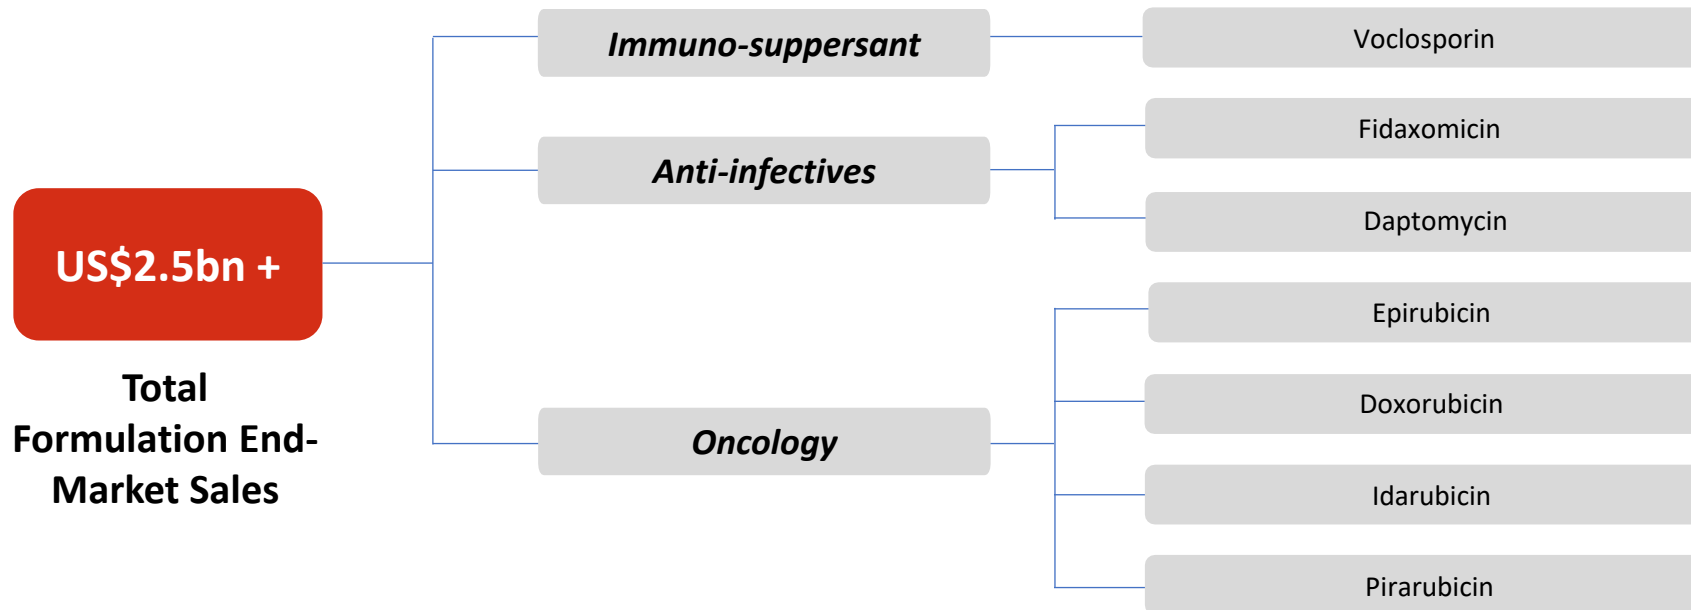 US$2.5bn +
Total
Formulation End-
Market Sales
Immuno-suppersant
Anti-infectives
Oncology
Voclosporin
Fidaxomicin
Daptomycin
Epirubicin
Doxorubicin
Idarubicin
Pirarubicin